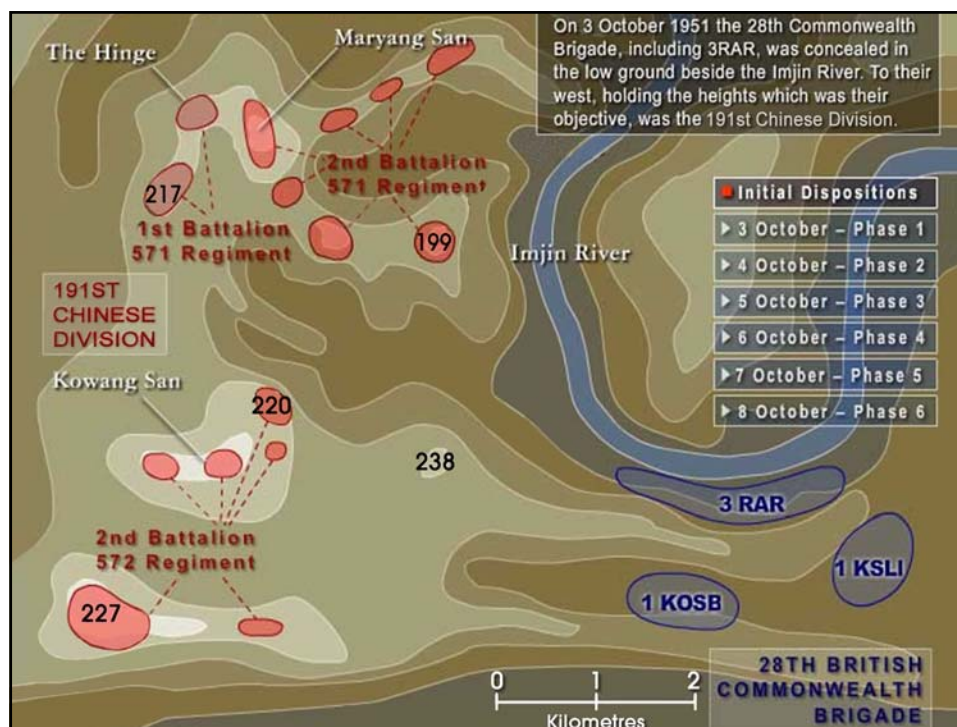 On 3 October 1951 the 28th Commonwealth
Brigade, including 3RAR, was concealed in
the low ground beside the Imjin River. To their
west, holding the heights which was their
objective, was the 191st Chinese Division.
The Hinge
Maryang San
2nd Battalion
571 Regiment
217
1st Battalion
571 Regiment
199
Imjin River
Initial Dispositions
3 October – Phase 1
4 October – Phase 2
5 October – Phase 3
6 October – Phase 4
7 October – Phase 5
8 October – Phase 6
191ST
CHINESE
DIVISION
Kowang San
220
238
2nd Battalion
572 Regiment
227
3 RAR
1 KSLI
1 KOSB
0 1 2
Kilometres
28TH BRITISH
COMMONWEALTH
BRIGADE